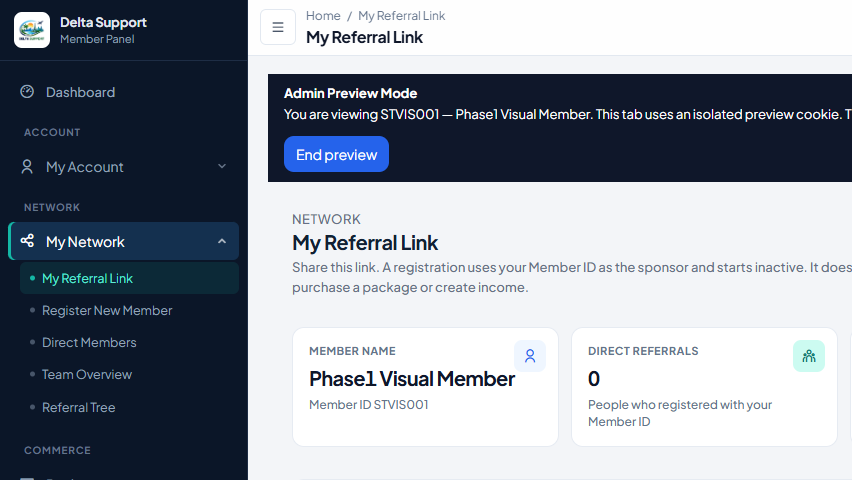 Delta Support
Member Panel
Dashboard
ACCOUNT
My Account
NETWORK
My Network
My Referral Link
Register New Member
Direct Members
Team Overview
Referral Tree
COMMERCE
Home / My Referral Link
My Referral Link
Admin Preview Mode
You are viewing STVIS001 — Phase1 Visual Member. This tab uses an isolated preview cookie. T
End preview
NETWORK
My Referral Link
Share this link. A registration uses your Member ID as the sponsor and starts inactive. It does
purchase a package or create income.
MEMBER NAME
Phase1 Visual Member
Member ID STVIS001
DIRECT REFERRALS
0
People who registered with your
Member ID